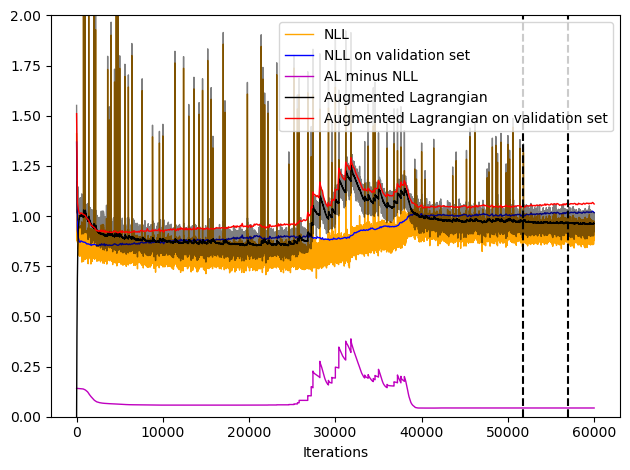 2.00
1.75
1.50
1.25
1.00
0.75
0.50
0.25
0.00
NLL
NLL on validation set
AL minus NLL
Augmented Lagrangian
Augmented Lagrangian on validation set
0
10000
20000
30000
40000
50000
60000
Iterations